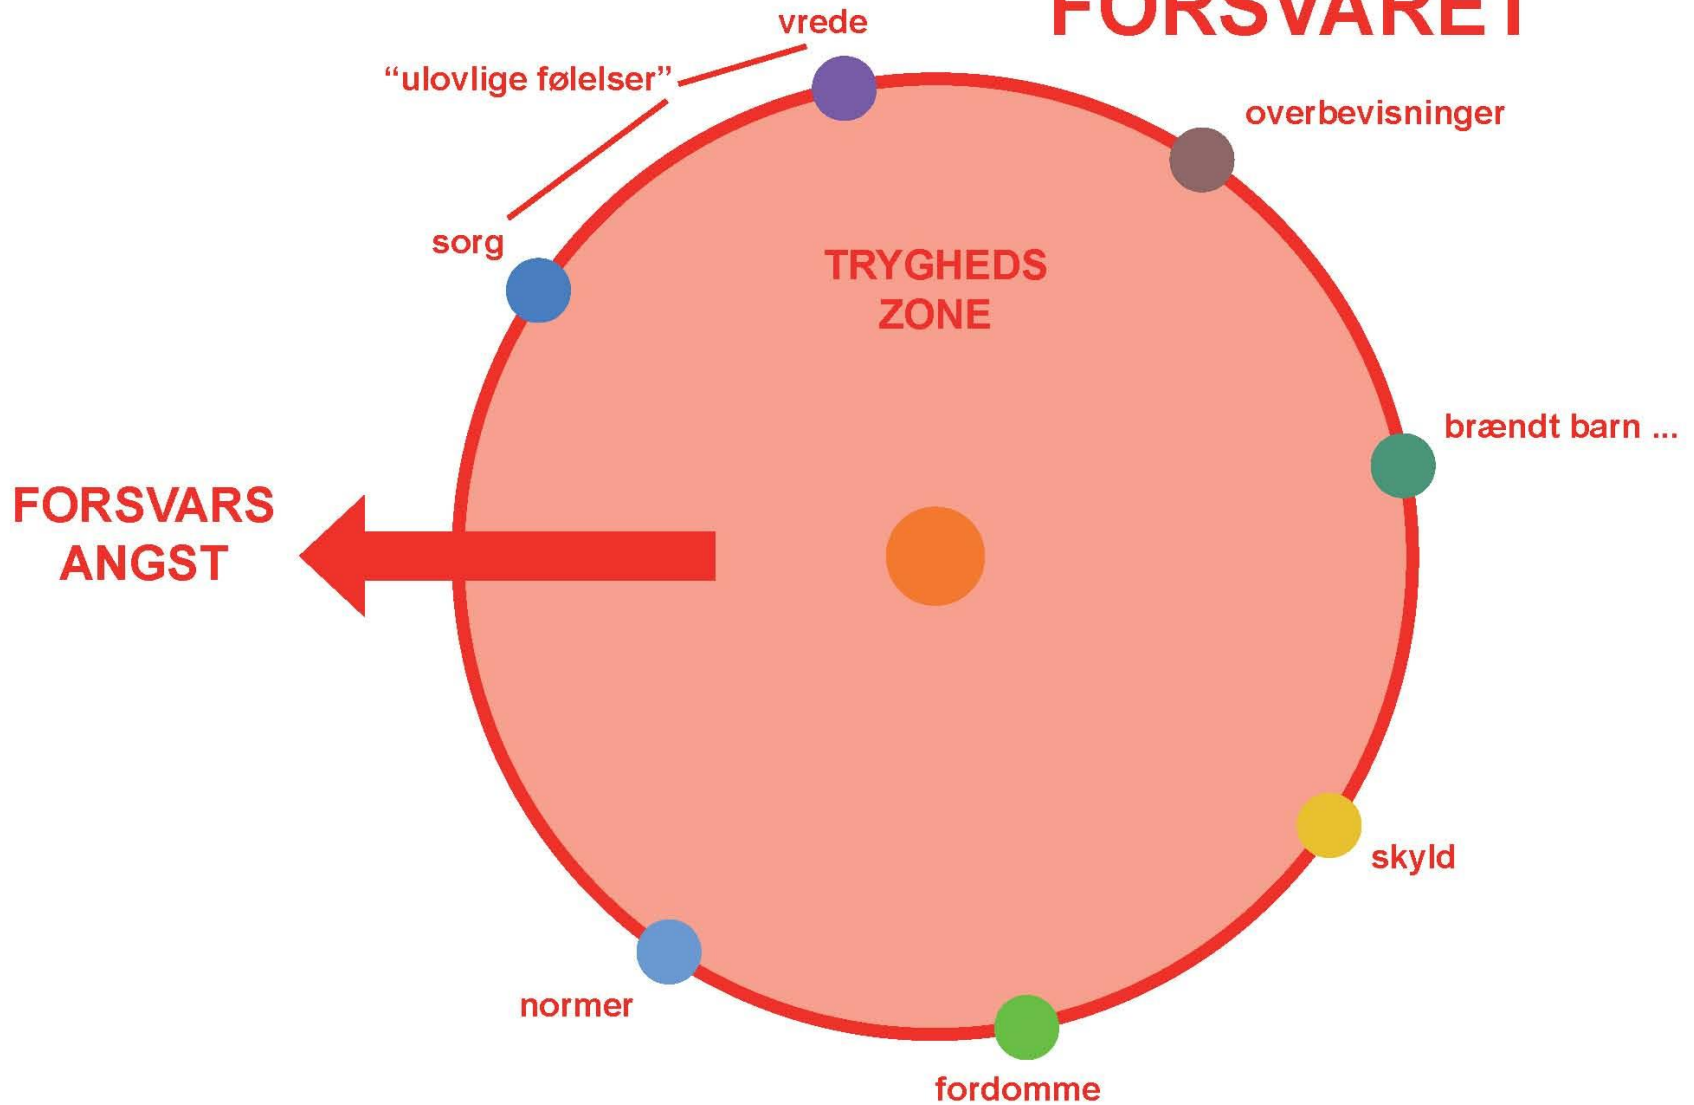 FORSVARET
vrede
“ulovlige følelser”
overbevisninger
sorg
TRYGHEDS
ZONE
brændt barn ...
FORSVARS
ANGST
skyld
normer
fordomme